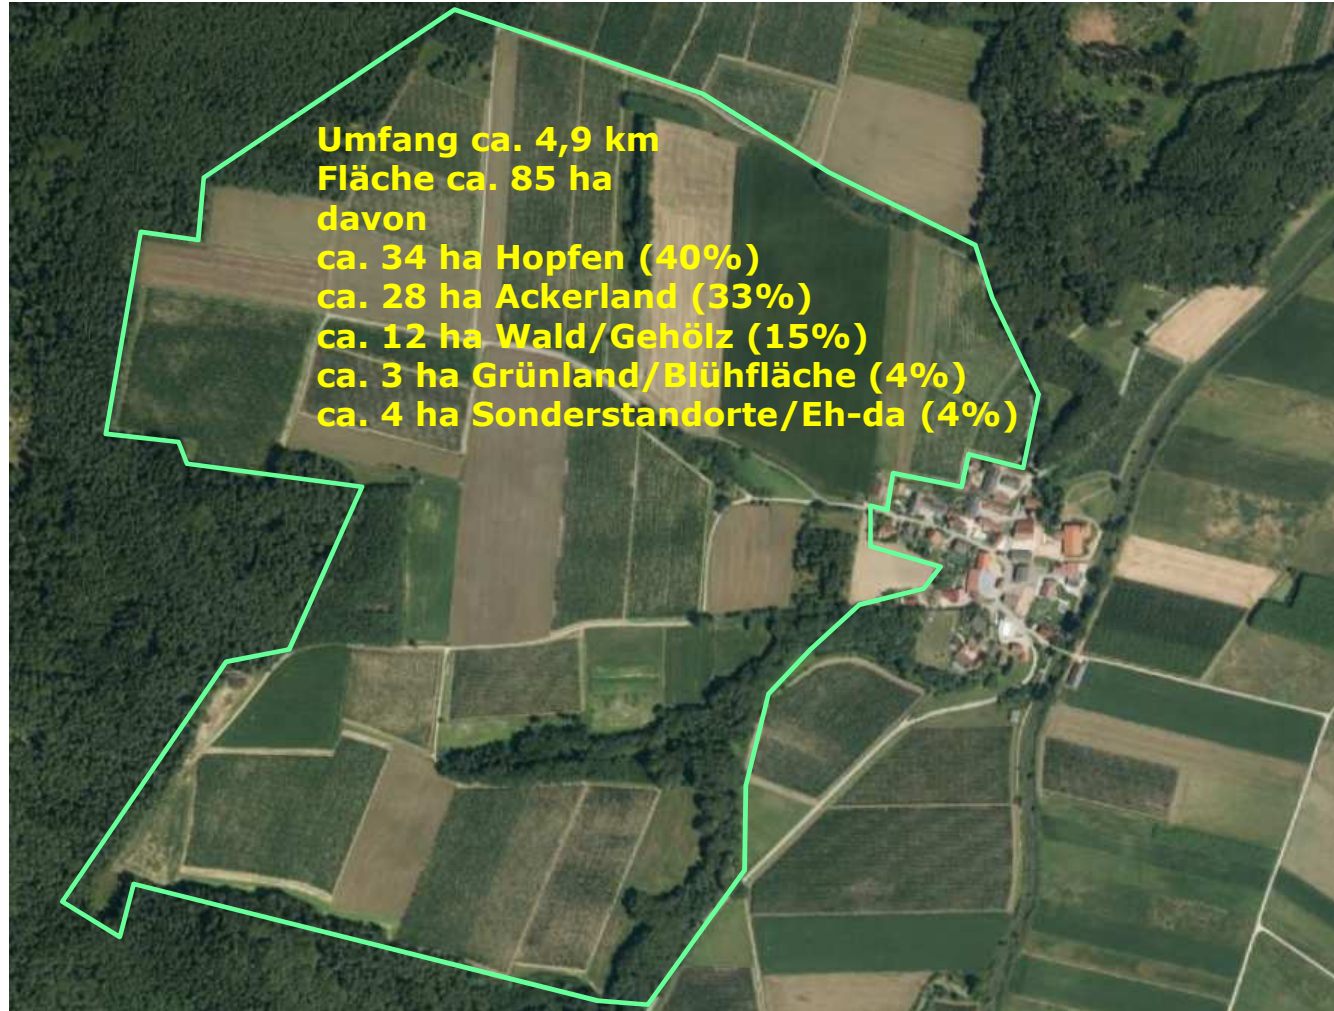 Umfang ca. 4,9 km
Fläche ca. 85 ha
davon
ca. 34 ha Hopfen (40%)
ca. 28 ha Ackerland (33%)
ca. 12 ha Wald/Gehölz (15%)
ca. 3 ha Grünland/Blühfläche (4%)
ca. 4 ha Sonderstandorte/Eh-da (4%)